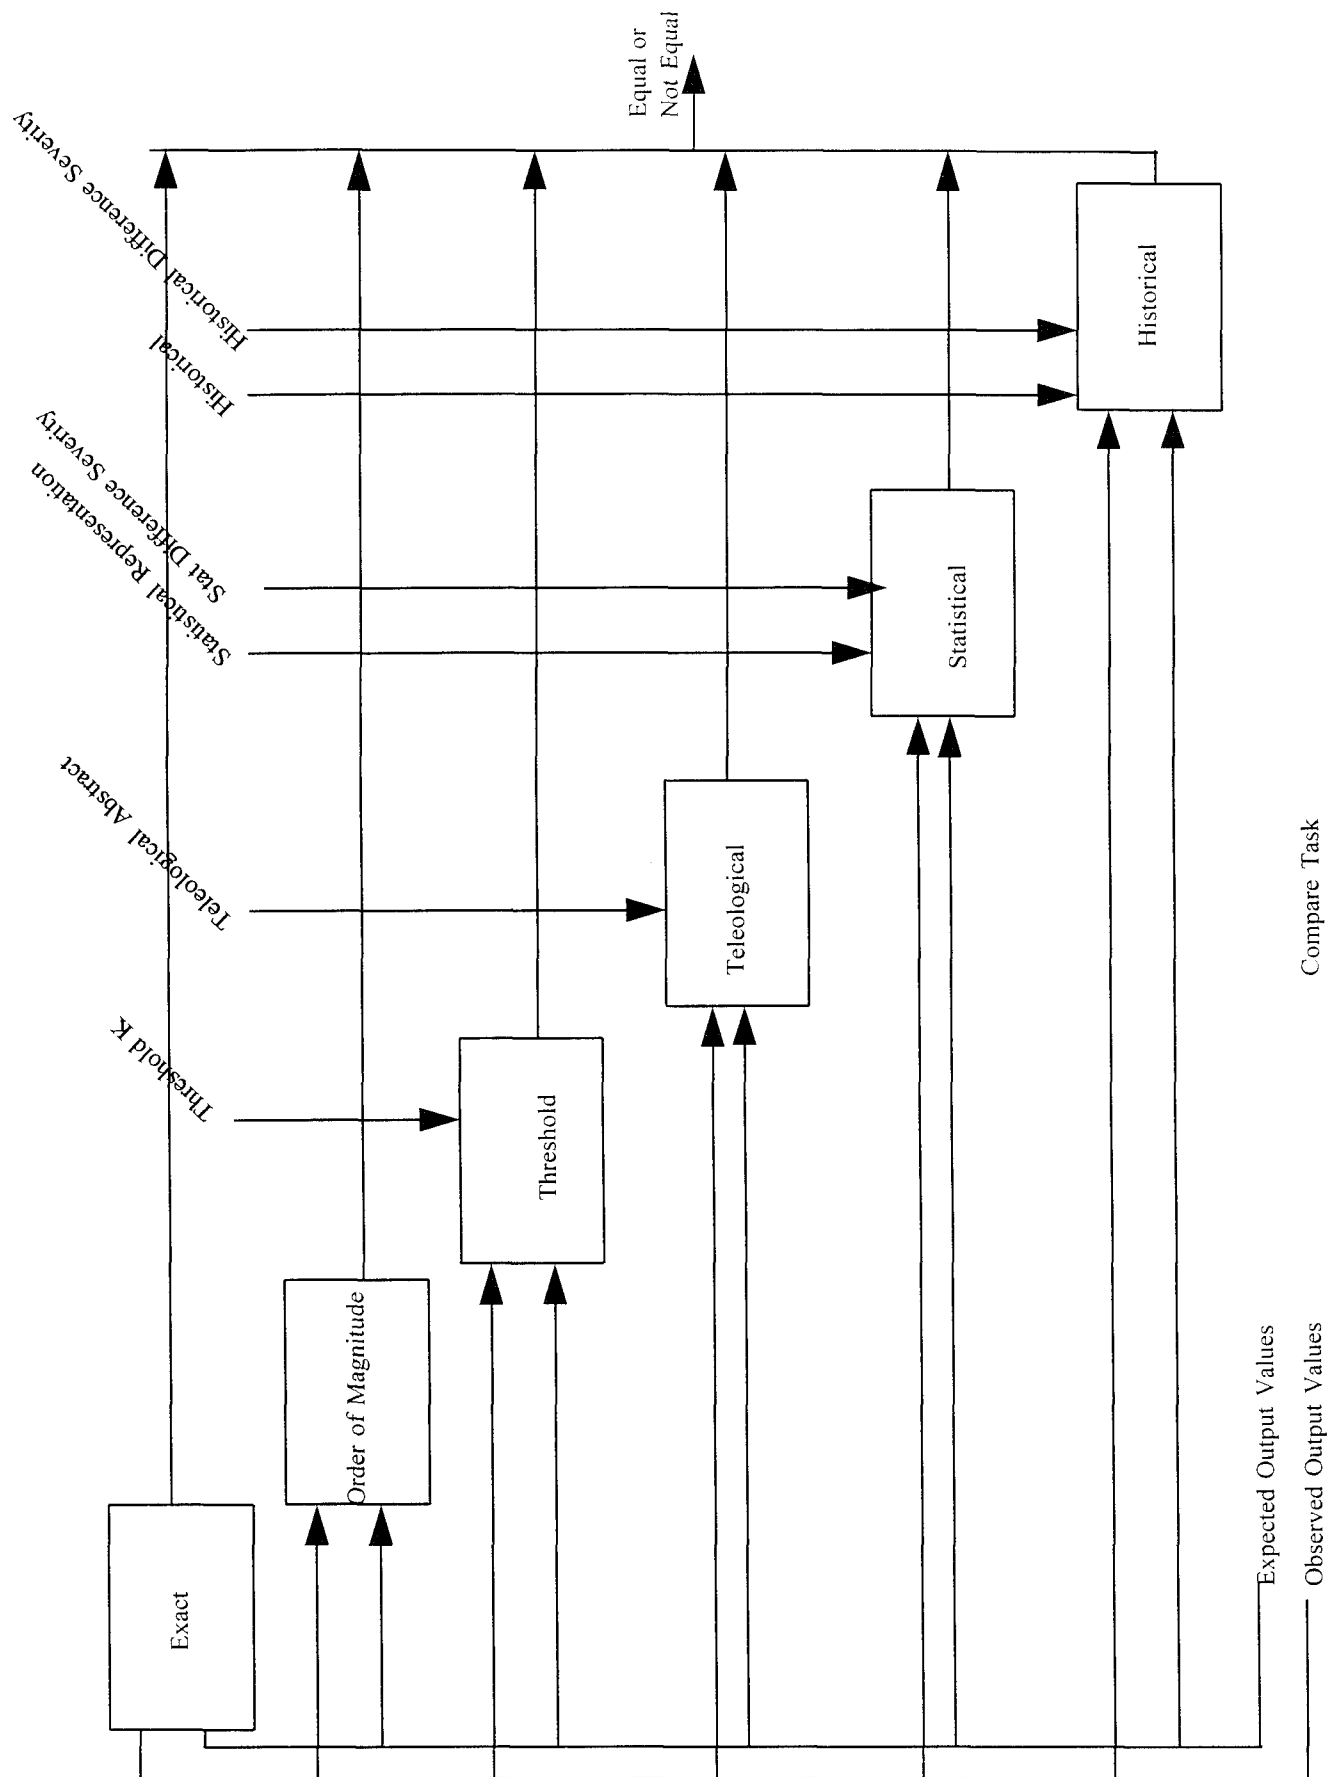 Historical Difference Severity
Historical
Stat Difference Severity
Statistical Representation
Teleological Abstract
Threshold K
Equal or
Not Equal
Exact
Order of Magnitude
Threshold
Teleological
Statistical
Historical
Expected Output Values
Observed Output Values
Compare Task